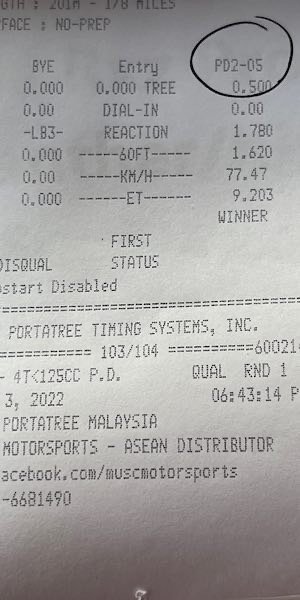 GTH : 201M - 1/8 MILES
RFACE : NO-PREP
BYE Entry PD2-05
0.000 0.000 TREE 0.500
0.00 DIAL-IN 0.00
-LB3- REACTION 1.780
0.000 -----60FT----- 1.620
0.00 -----KM/H----- 77.47
0.000 ------ET------ 9.203
WINNER
FIRST
DISQUAL STATUS
ostart Disabled
PORTATREE TIMING SYSTEMS, INC.
=========== 103/104 ==========600216
- 4T<125CC P.D. QUAL RND 1
3, 2022 06:43:14 P
PORTATREE MALAYSIA
MOTORSPORTS - ASEAN DISTRIBUTOR
acebook.com/muscmotorsports
-6681490